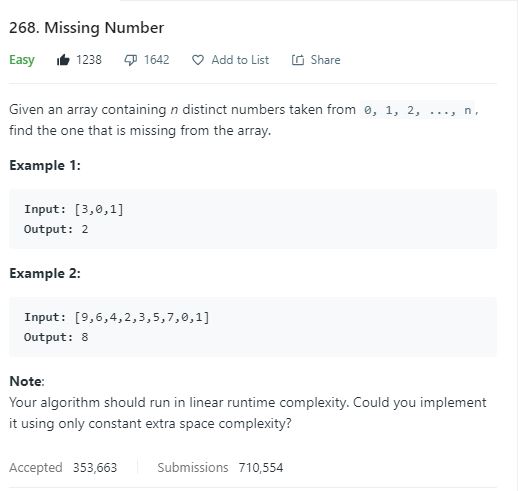 268. Missing Number
Easy 1238 1642 Add to List Share
Given an array containing n distinct numbers taken from 0, 1, 2, ..., n,
find the one that is missing from the array.
Example 1:
Input: [3,0,1]
Output: 2
Example 2:
Input: [9,6,4,2,3,5,7,0,1]
Output: 8
Note:
Your algorithm should run in linear runtime complexity. Could you implement
it using only constant extra space complexity?
Accepted 353,663 Submissions 710,554